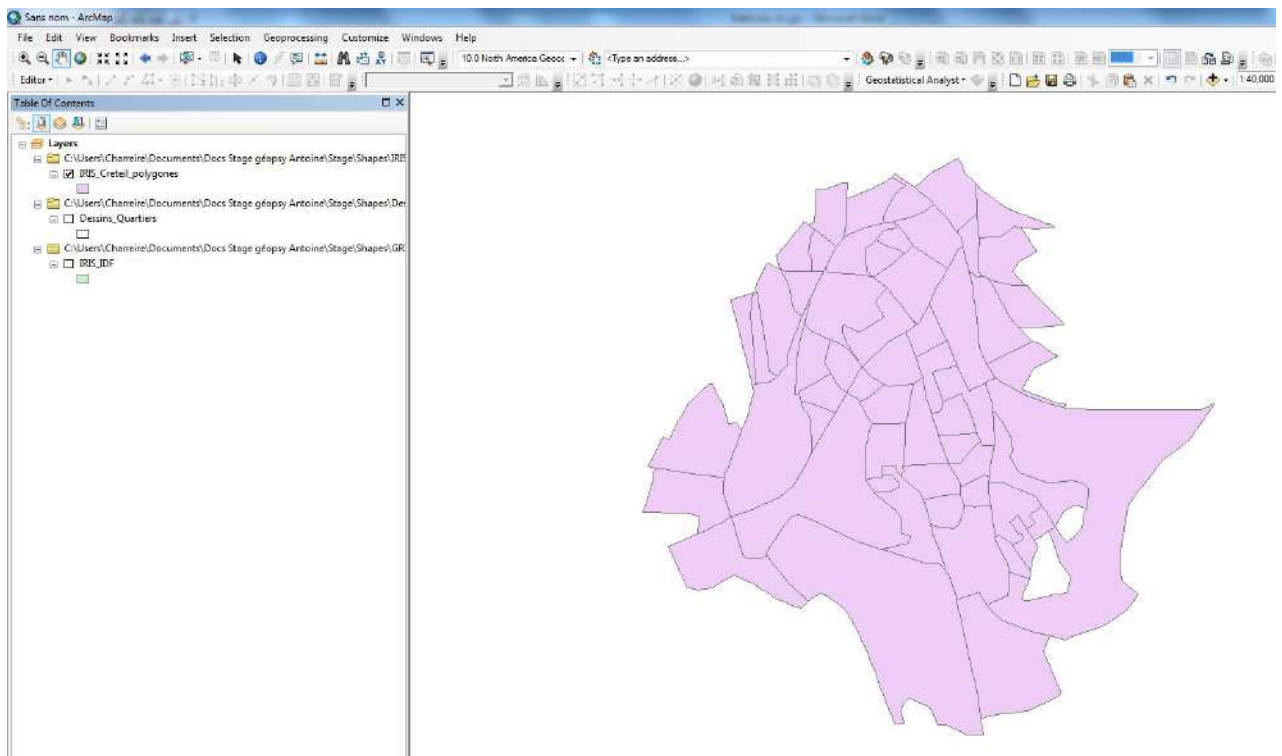 Sans nom - ArcMap
File Edit View Bookmarks Insert Selection Geoprocessing Customize Windows Help
10.0 North America Geocc <Type an address...>
Editor Geostatistical Analyst 1:40,000
Table Of Contents
Layers
C:\Users\Charreire\Documents\Docs Stage géopsy Antoine\Stage\Shapes\IRIS
IRIS_Creteil_polygones
C:\Users\Charreire\Documents\Docs Stage géopsy Antoine\Stage\Shapes\Des
Dessins_Quartiers
C:\Users\Charreire\Documents\Docs Stage géopsy Antoine\Stage\Shapes\GR
IRIS_IDF